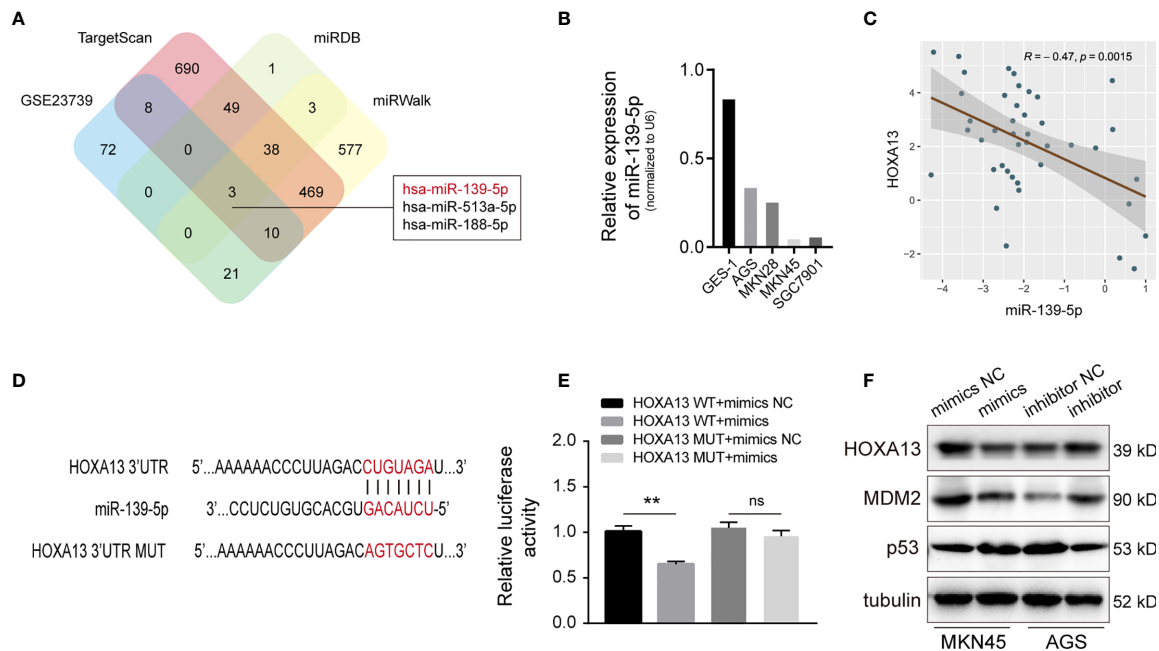 A
TargetScan
miRDB
GSE23739
miRWalk
690
1
8
49
3
72
0
38
577
0
3
469
0
10
21
hsa-miR-139-5p
hsa-miR-513a-5p
hsa-miR-188-5p
B
Relative expression
of miR-139-5p
(normalized to U6)
1.0
0.5
0.0
GES-1
AGS
MKN28
MKN45
SGC7901
C
R = − 0.47, p = 0.0015
HOXA13
4
2
0
−2
−4
−3
−2
−1
0
1
miR-139-5p
D
HOXA13 3'UTR 5'...AAAAAACCCUUAGACCUGUAGAU...3'
miR-139-5p 3'...CCUCUGUGCACGUGACAUCU-5'
HOXA13 3'UTR MUT 5'...AAAAAACCCUUAGACAGTGCTCU...3'
E
HOXA13 WT+mimics NC
HOXA13 WT+mimics
HOXA13 MUT+mimics NC
HOXA13 MUT+mimics
Relative luciferase
activity
2.0
1.5
1.0
0.5
0.0
**
ns
F
mimics NC
mimics
inhibitor NC
inhibitor
HOXA13 39 kD
MDM2 90 kD
p53 53 kD
tubulin 52 kD
MKN45 AGS